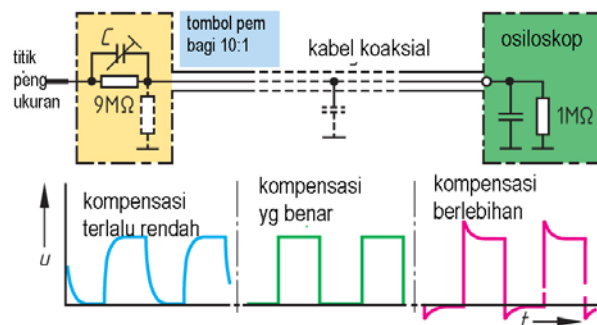 C
tombol pem
bagi 10:1
titik
peng
ukuran
9MΩ
kabel koaksial
osiloskop
1MΩ
kompensasi
terlalu rendah
kompensasi
yg benar
kompensasi
berlebihan
u
t